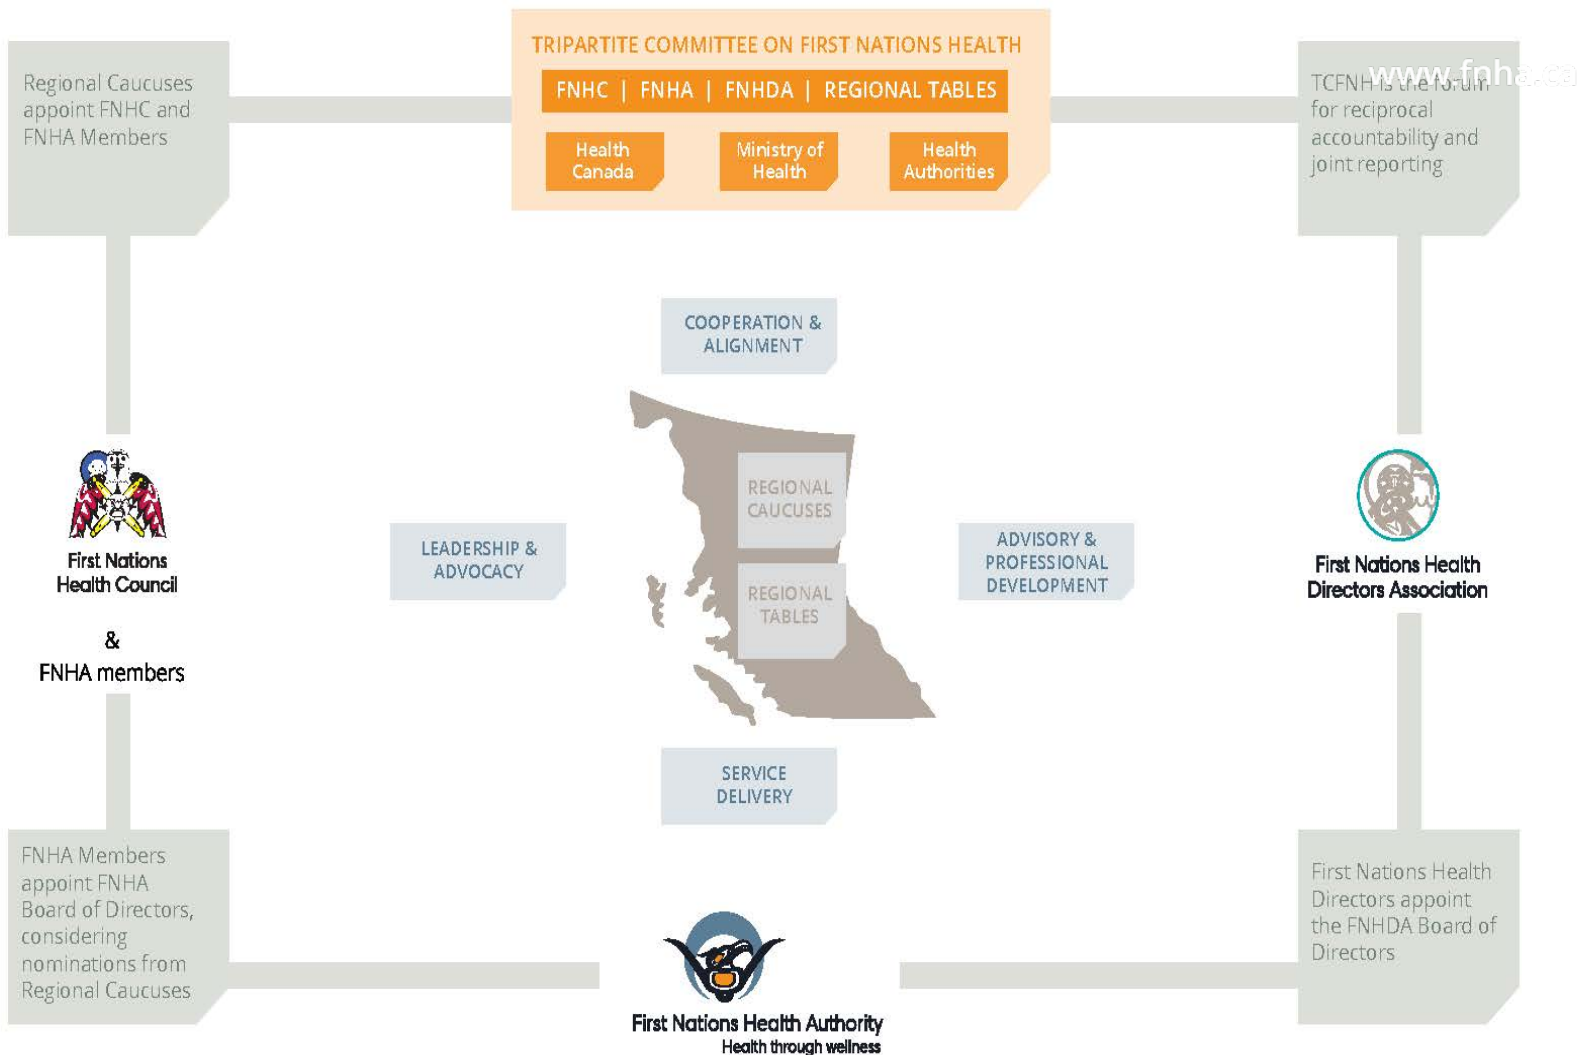 TRIPARTITE COMMITTEE ON FIRST NATIONS HEALTH
FNHC | FNHA | FNHDA | REGIONAL TABLES
Health
Canada
Ministry of
Health
Health
Authorities
Regional Caucuses
appoint FNHC and
FNHA Members
www.fnha.ca
TCFNH is the forum
for reciprocal
accountability and
joint reporting
COOPERATION &
ALIGNMENT
REGIONAL
CAUCUSES
LEADERSHIP &
ADVOCACY
ADVISORY &
PROFESSIONAL
DEVELOPMENT
REGIONAL
TABLES
First Nations
Health Council
&
FNHA members
First Nations Health
Directors Association
SERVICE
DELIVERY
FNHA Members
appoint FNHA
Board of Directors,
considering
nominations from
Regional Caucuses
First Nations Health
Directors appoint
the FNHDA Board of
Directors
First Nations Health Authority
Health through wellness